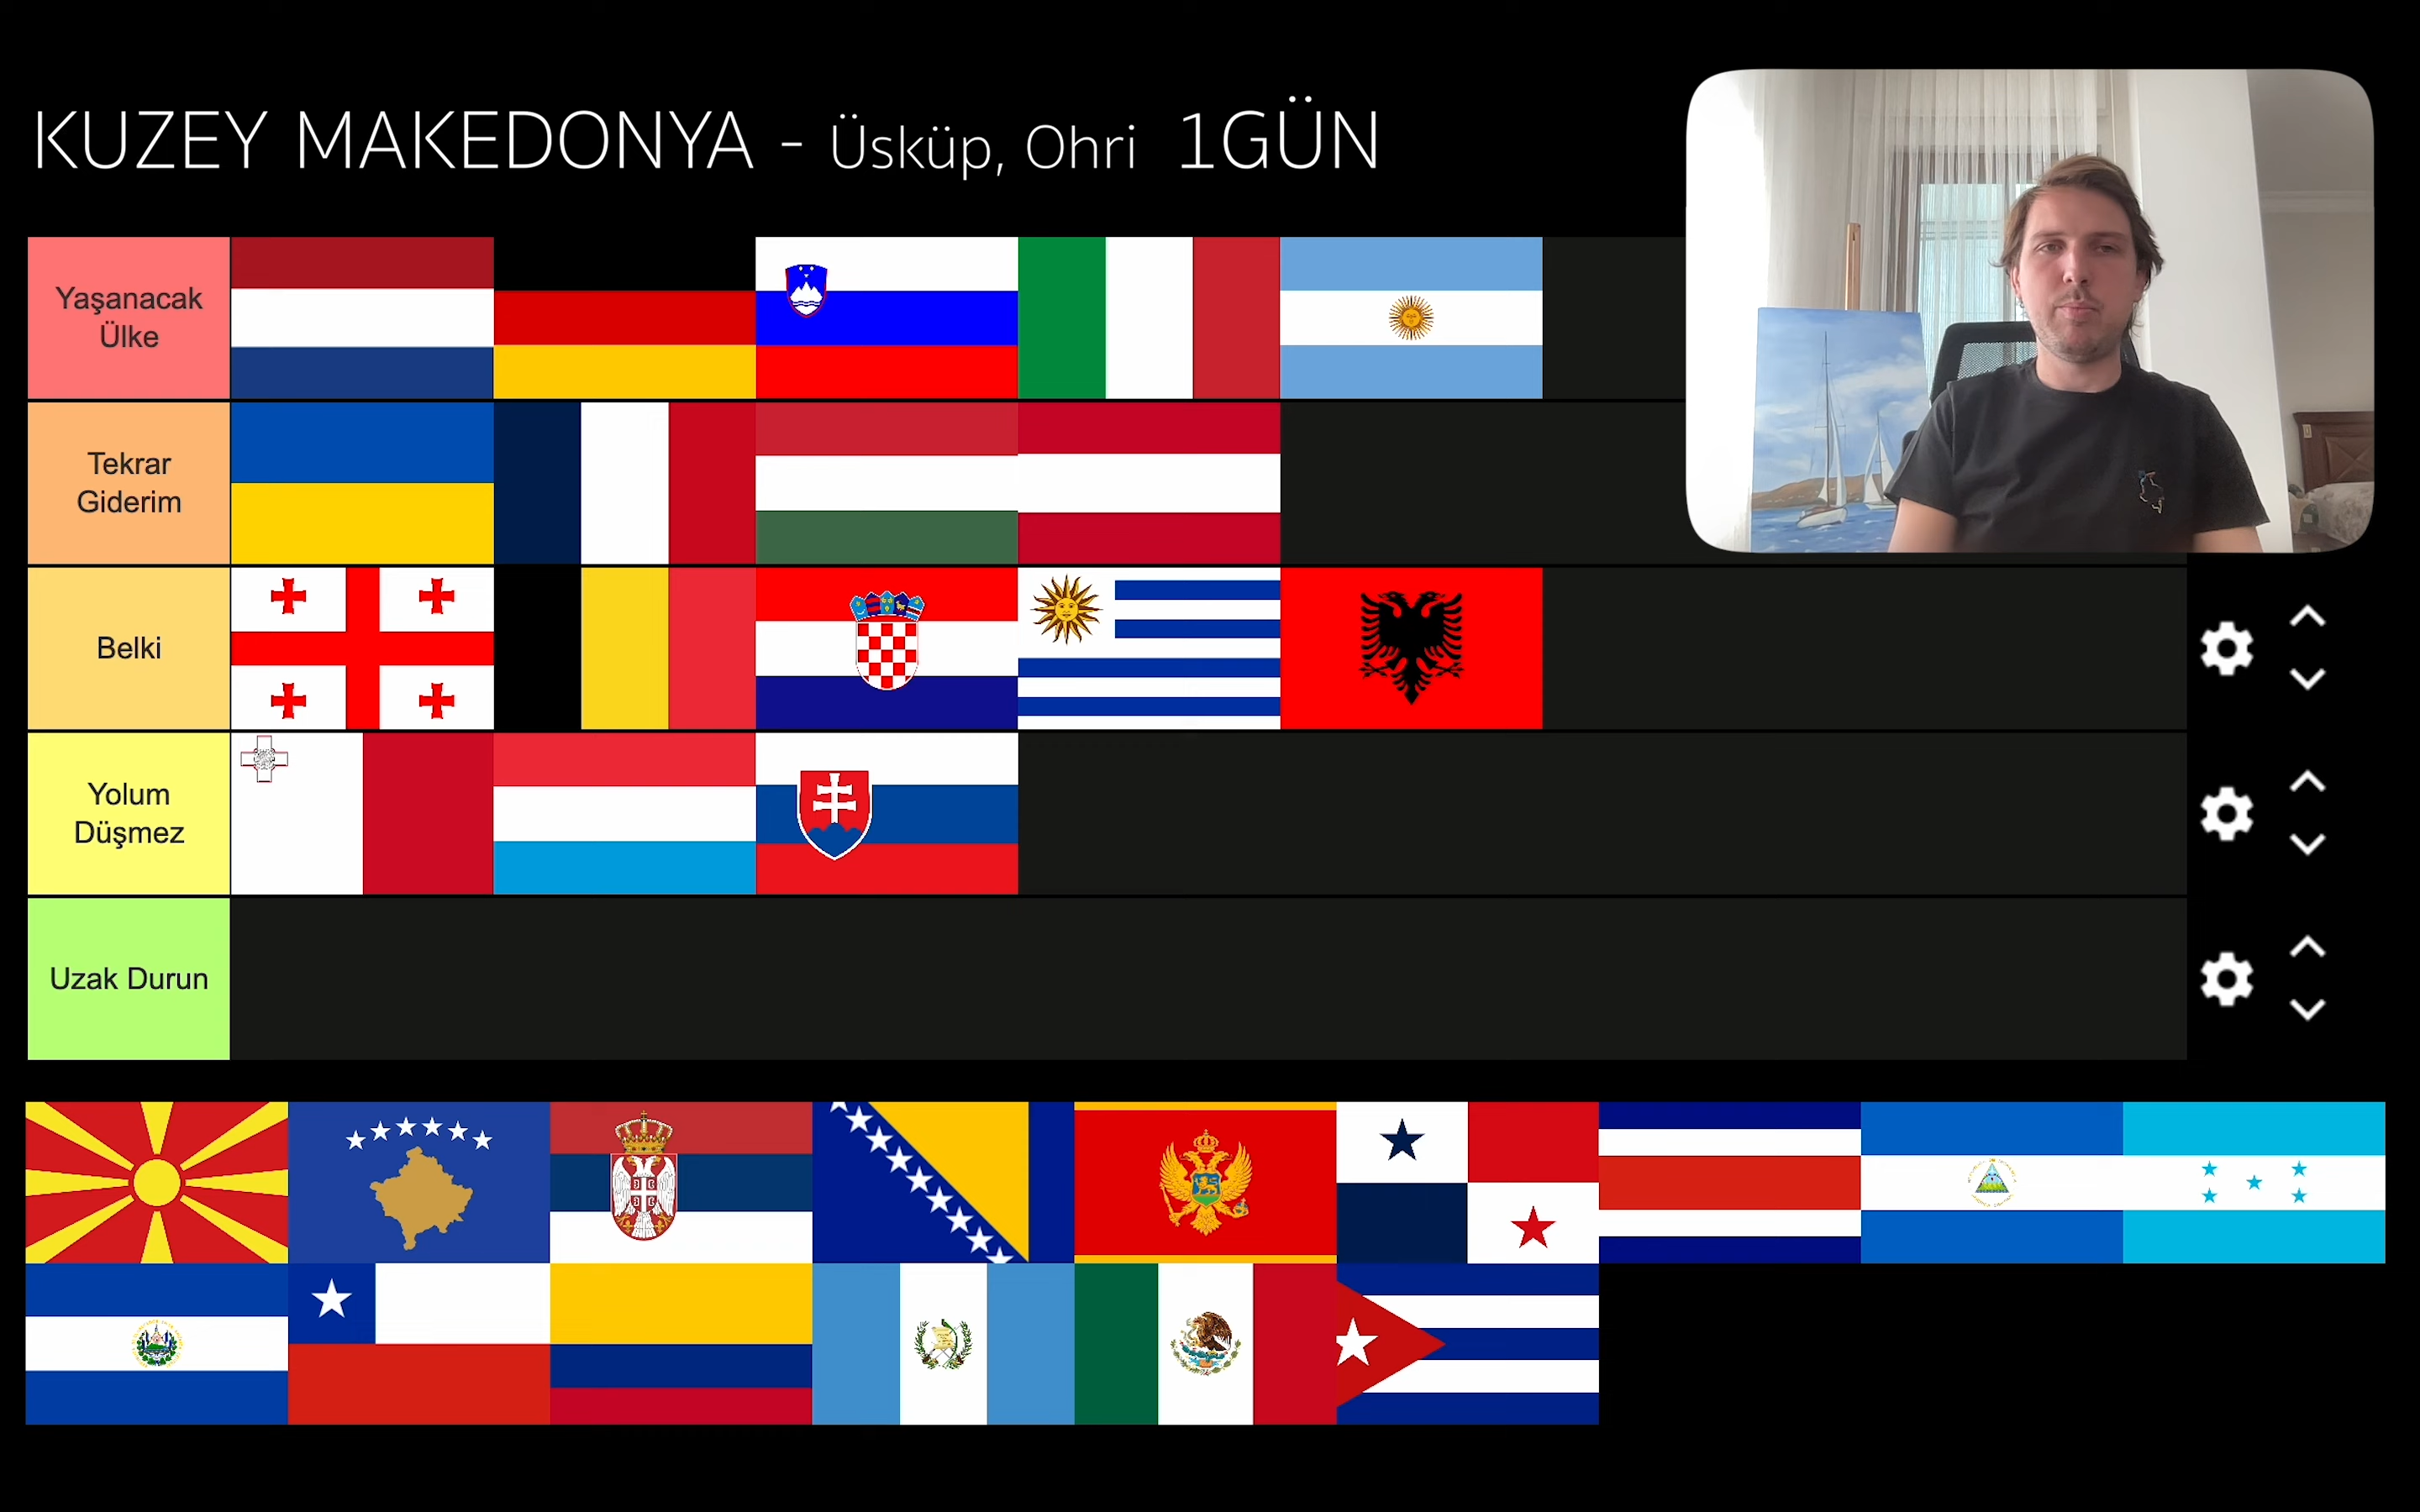 KUZEY MAKEDONYA - Üsküp, Ohri 1GÜN
Yaşanacak
Ülke
Tekrar
Giderim
Belki
Yolum
Düşmez
Uzak Durun